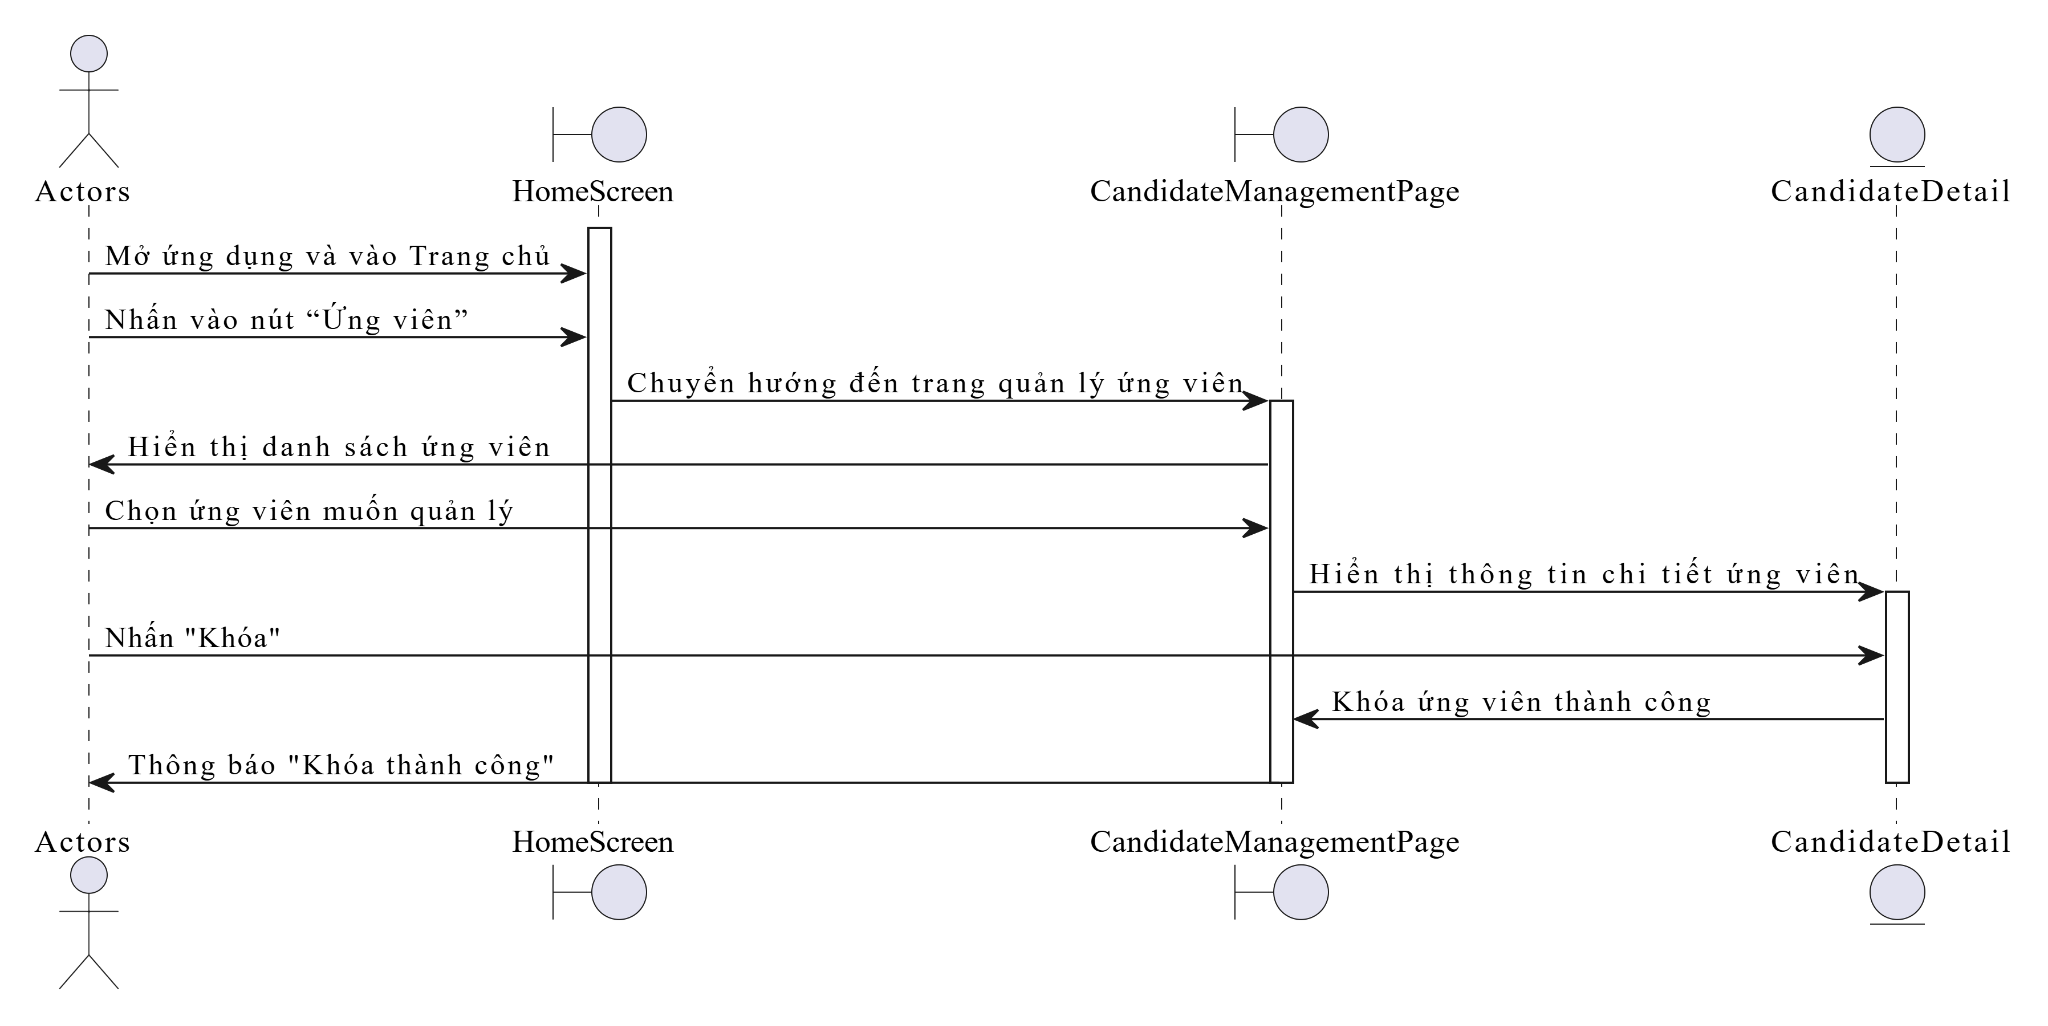 Actors
HomeScreen
CandidateManagementPage
CandidateDetail
Mở ứng dụng và vào Trang chủ
Nhấn vào nút “Ứng viên”
Chuyển hướng đến trang quản lý ứng viên
Hiển thị danh sách ứng viên
Chọn ứng viên muốn quản lý
Hiển thị thông tin chi tiết ứng viên
Nhấn "Khóa"
Khóa ứng viên thành công
Thông báo "Khóa thành công"
Actors
HomeScreen
CandidateManagementPage
CandidateDetail